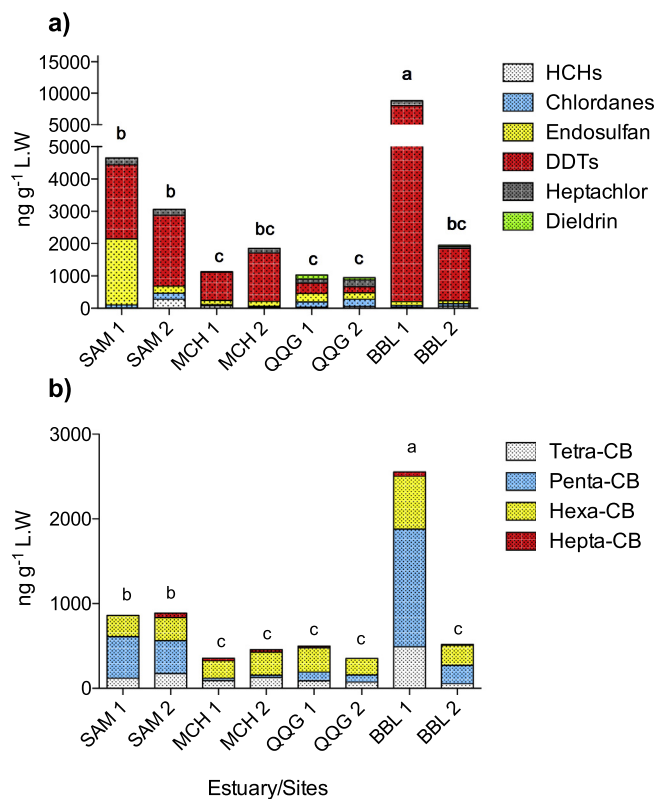 a)
15000
10000
5000
5000
4000
3000
2000
1000
0
ng g-1 L.W
b
b
c
bc
c
c
a
bc
SAM 1
SAM 2
MCH 1
MCH 2
QQG 1
QQG 2
BBL 1
BBL 2
HCHs
Chlordanes
Endosulfan
DDTs
Heptachlor
Dieldrin
b)
3000
2000
1000
0
ng g-1 L.W
b
b
c
c
c
c
a
c
SAM 1
SAM 2
MCH 1
MCH 2
QQG 1
QQG 2
BBL 1
BBL 2
Tetra-CB
Penta-CB
Hexa-CB
Hepta-CB
Estuary/Sites